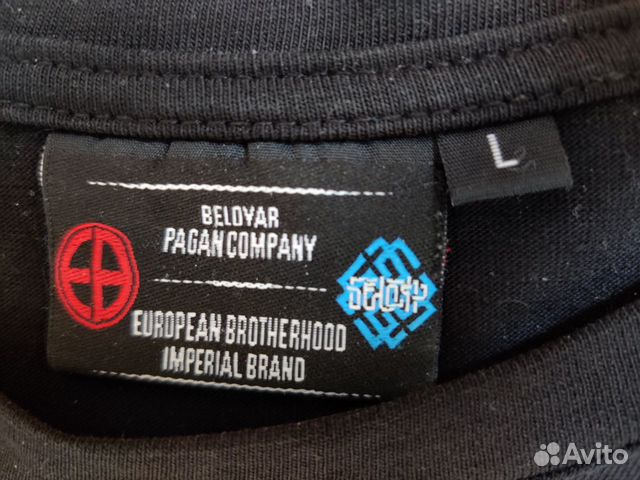 BELOYAR
PAGAN COMPANY
EUROPEAN BROTHERHOOD
IMPERIAL BRAND
L
Avito